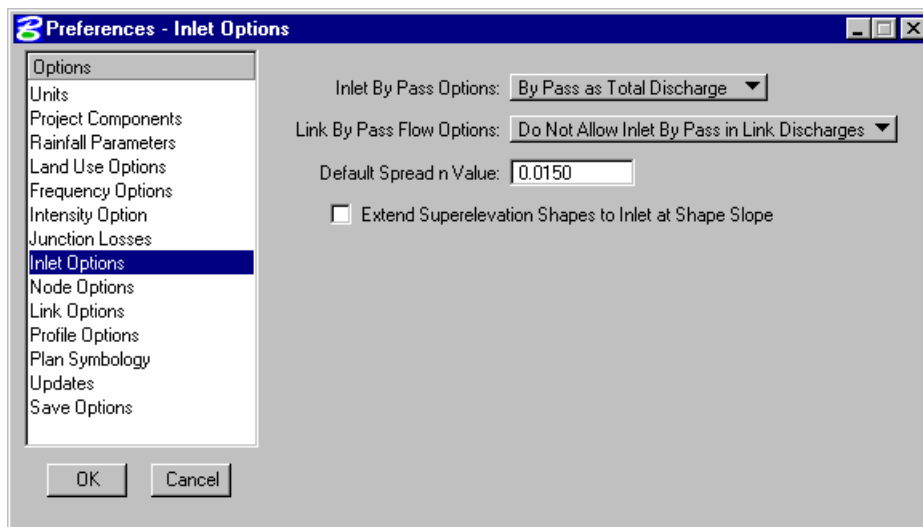 Preferences - Inlet Options
Options
Units
Project Components
Rainfall Parameters
Land Use Options
Frequency Options
Intensity Option
Junction Losses
Inlet Options
Node Options
Link Options
Profile Options
Plan Symbology
Updates
Save Options
OK Cancel
Inlet By Pass Options: By Pass as Total Discharge
Link By Pass Flow Options: Do Not Allow Inlet By Pass in Link Discharges
Default Spread n Value: 0.0150
Extend Superelevation Shapes to Inlet at Shape Slope